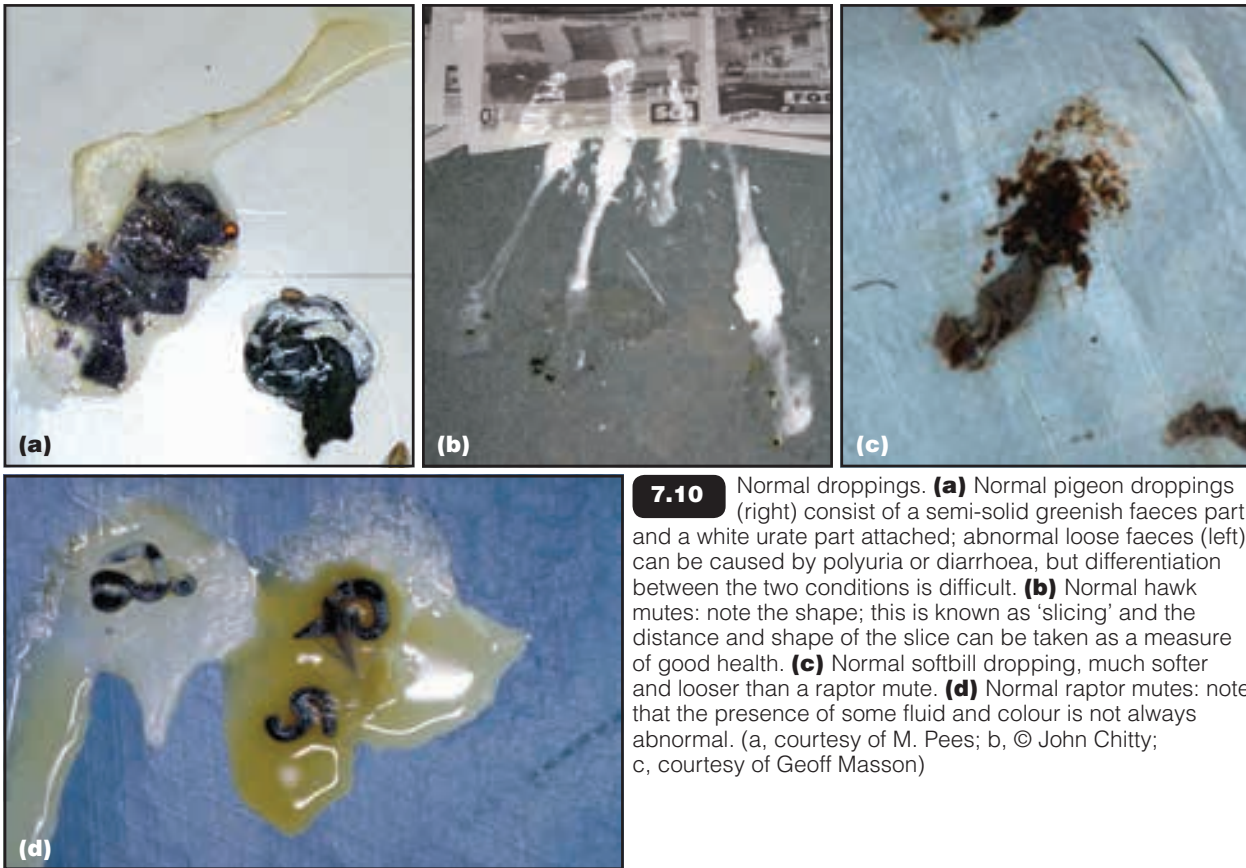 (a)
(b)
(c)
(d)
7.10
Normal droppings. (a) Normal pigeon droppings
(right) consist of a semi-solid greenish faeces part
and a white urate part attached; abnormal loose faeces (left)
can be caused by polyuria or diarrhoea, but differentiation
between the two conditions is difficult. (b) Normal hawk
mutes: note the shape; this is known as ‘slicing’ and the
distance and shape of the slice can be taken as a measure
of good health. (c) Normal softbill dropping, much softer
and looser than a raptor mute. (d) Normal raptor mutes: note
that the presence of some fluid and colour is not always
abnormal. (a, courtesy of M. Pees; b, © John Chitty;
c, courtesy of Geoff Masson)